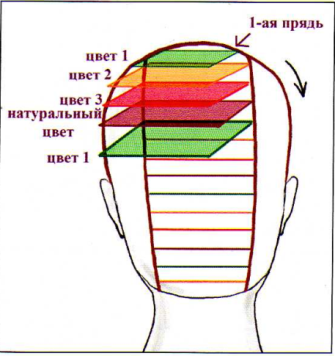 1-ая прядь
цвет 1
цвет 2
цвет 3
натуральный
цвет
цвет 1